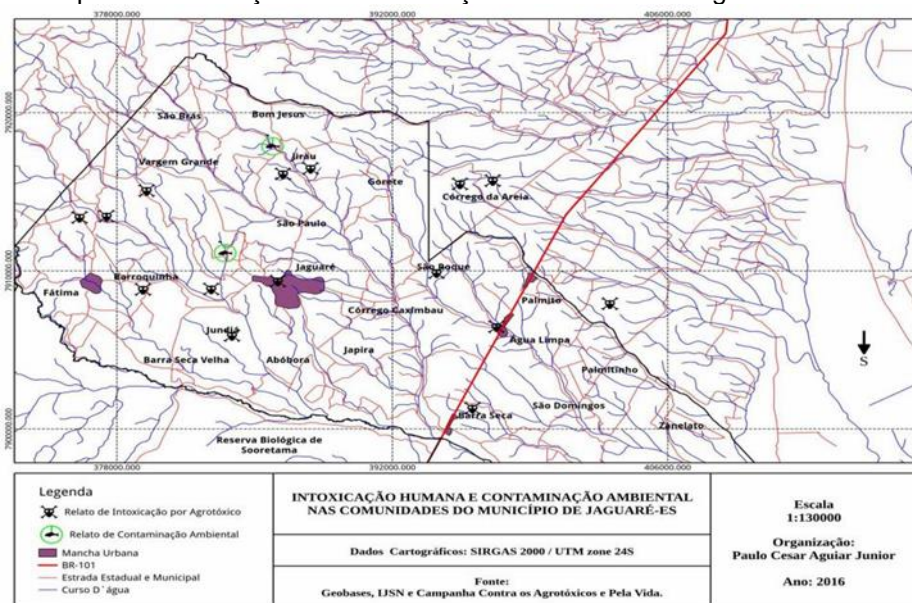 378000.000 392000.000 406000.000
7920000.000
São Brás
Bom Jesus
Vargem Grande
Jirau
Gorete
Córrego da Areia
São Paulo
7910000.000
Barroquinha
Jaguaré
São Roque
Fátima
Palmito
Córrego Caximbau
Jundiá
Água Limpa
Barra Seca Velha
Abóbora
Japira
Palmitinho
S
São Domingos
Barra Seca
Zanelato
7900000.000
Reserva Biológica de
Sooretama
378000.000 392000.000 406000.000
Legenda
Relato de Intoxicação por Agrotóxico
Relato de Contaminação Ambiental
Mancha Urbana
BR-101
Estrada Estadual e Municipal
Curso D`água
INTOXICAÇÃO HUMANA E CONTAMINAÇÃO AMBIENTAL
NAS COMUNIDADES DO MUNICÍPIO DE JAGUARÉ-ES
Dados Cartográficos: SIRGAS 2000 / UTM zone 24S
Fonte:
Geobases, IJSN e Campanha Contra os Agrotóxicos e Pela Vida.
Escala
1:130000
Organização:
Paulo Cesar Aguiar Junior
Ano: 2016